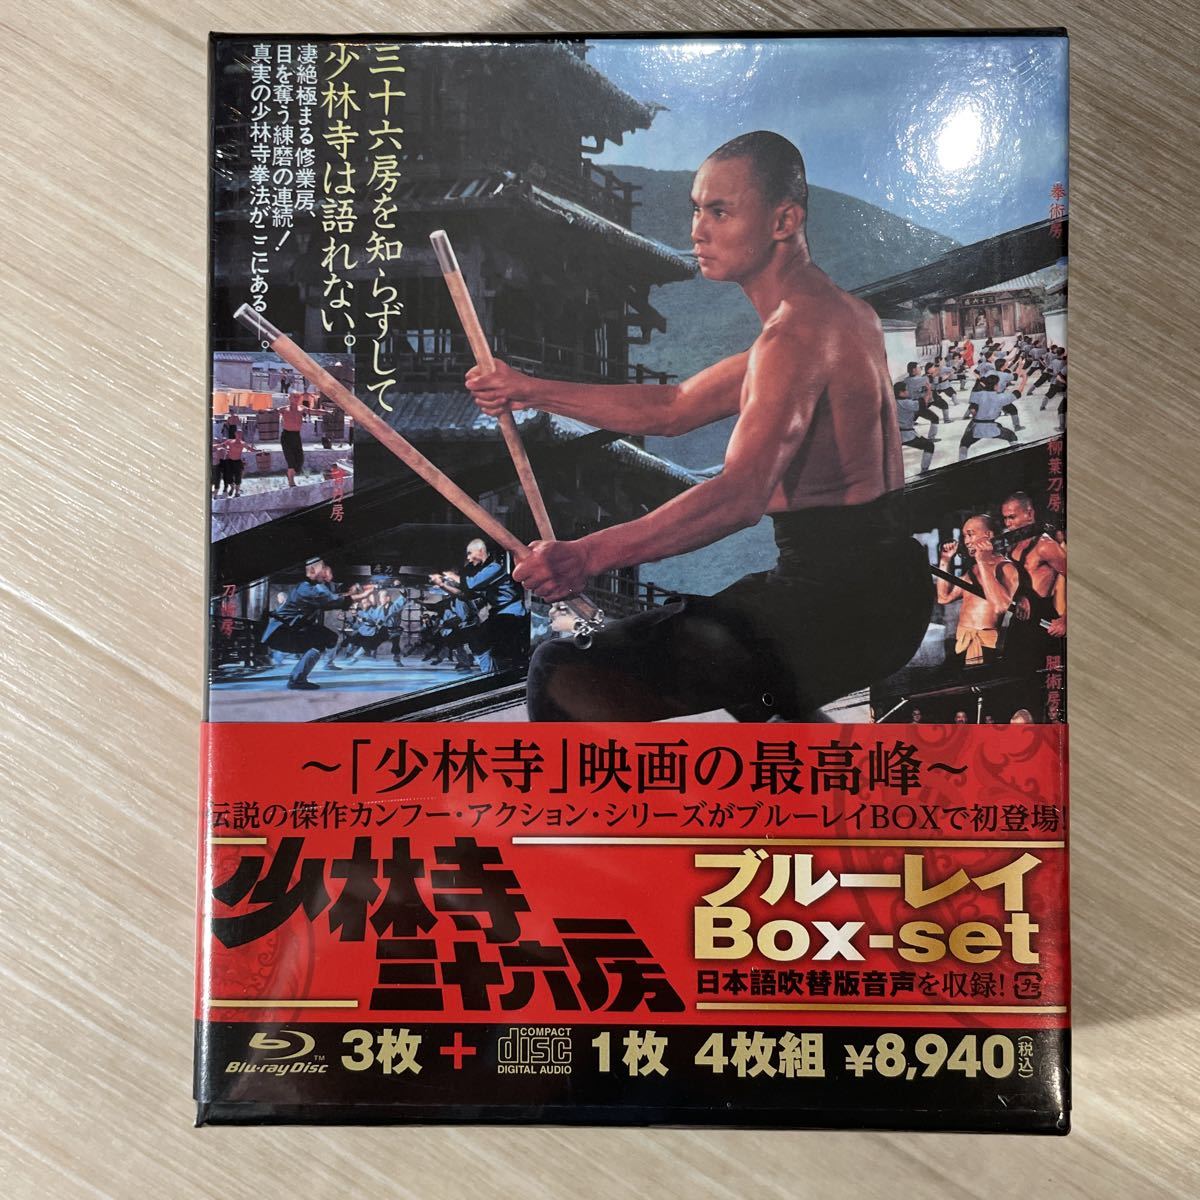 三十六房を知らずして
少林寺は語れない。
凄絶極まる修業房、
目を奪う練磨の連続!
真実の少林寺拳法がここにある——。
拳術房
柳葉刀房
腿術房
刀術房
〜「少林寺」映画の最高峰〜
伝説の傑作カンフー・アクション・シリーズがブルーレイBOXで初登場!
少林寺
三十六房
ブルーレイ
Box-set
日本語吹替版音声を収録! プラ
Blu-ray Disc TM 3枚 + COMPACT disc DIGITAL AUDIO 1枚 4枚組 ¥8,940(税込)